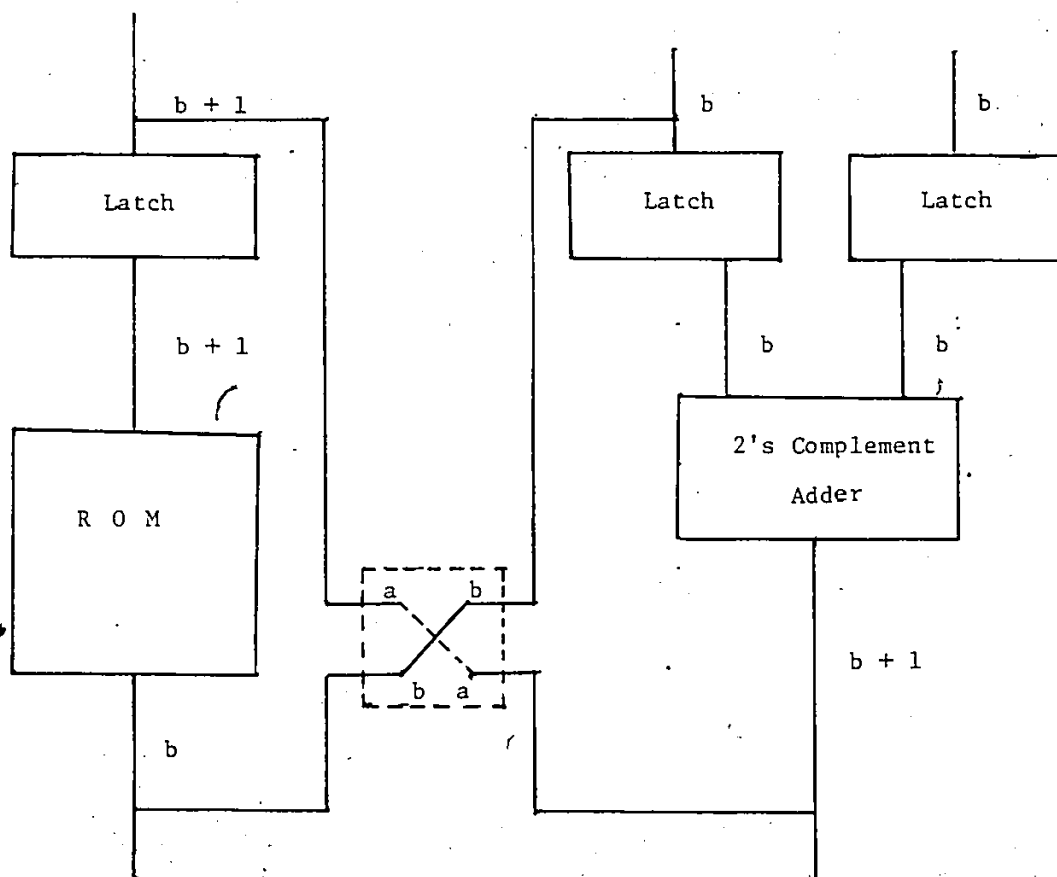 b + 1
b
b
Latch
Latch
Latch
b + 1
b
b
2's Complement
Adder
R O M
a
b
b
a
b + 1
b